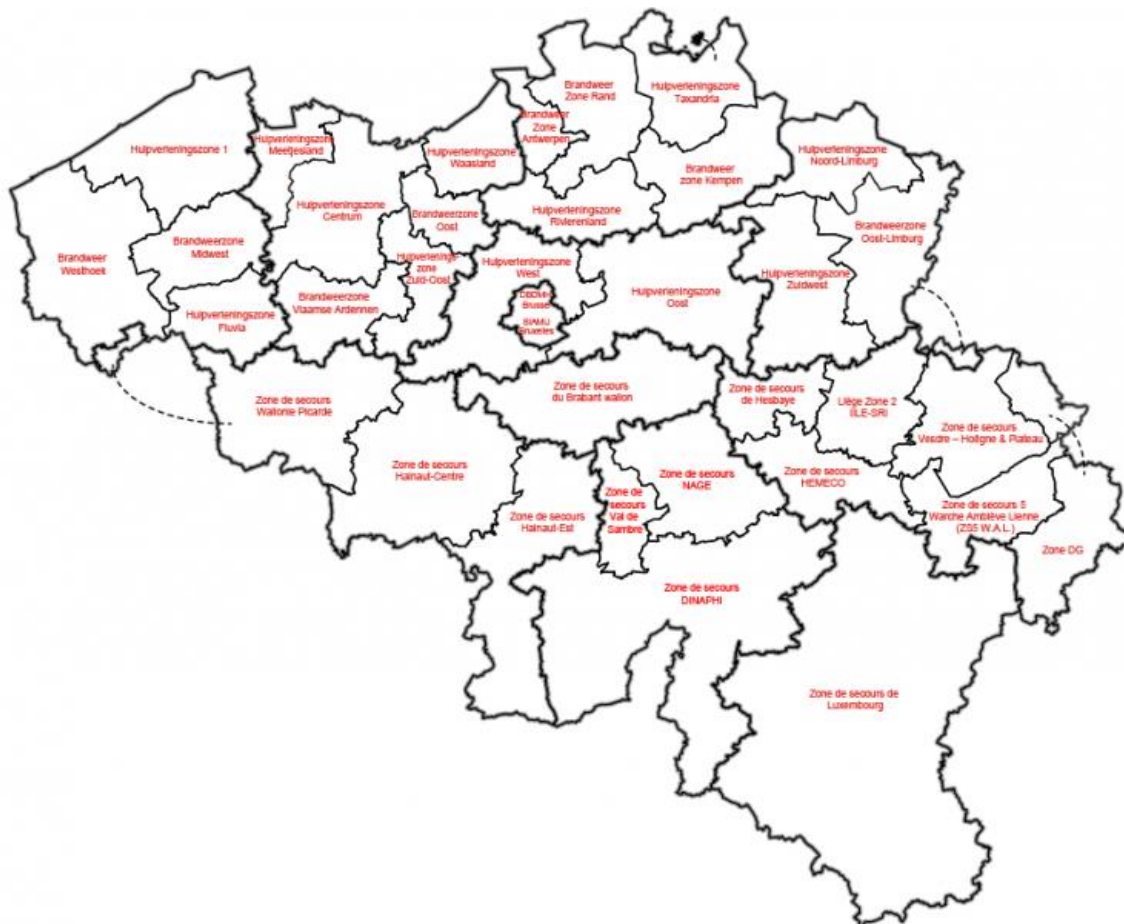 Brandweer
Zone Rand
Hulpverleningszone
Taxandria
Brandweer
Zone
Antwerpen
Hulpverleningszone 1
Hulpverleningszone
Meetjesland
Hulpverleningszone
Waasland
Hulpverleningszone
Noord-Limburg
Brandweer
zone Kempen
Hulpverleningszone
Centrum
Brandweerzone
Oost
Hulpverleningszone
Rivierenland
Brandweerzone
Oost-Limburg
Brandweerzone
Midwest
Brandweer
Westhoek
Hulpverlenings-
zone
Zuid-Oost
Hulpverleningszone
West
Hulpverleningszone
Oost
Hulpverleningszone
Zuidwest
Brandweerzone
Vlaamse Ardennen
Hulpverleningszone
Fluvia
DBDMH
Brussel
SIAMU
Bruxelles
Zone de secours
Wallonie Picarde
Zone de secours
du Brabant wallon
Zone de secours
de Hesbaye
Liège Zone 2
IILE-SRI
Zone de secours
Vesdre – Hoëgne & Plateau
Zone de secours
Hainaut-Centre
Zone de secours
NAGE
Zone de secours
HEMECO
Zone de
secours
Val de
Sambre
Zone de secours
Hainaut-Est
Zone de secours 5
Warche Amblève Lienne
(ZS5 W.A.L.)
Zone DG
Zone de secours
DINAPHI
Zone de secours de
Luxembourg